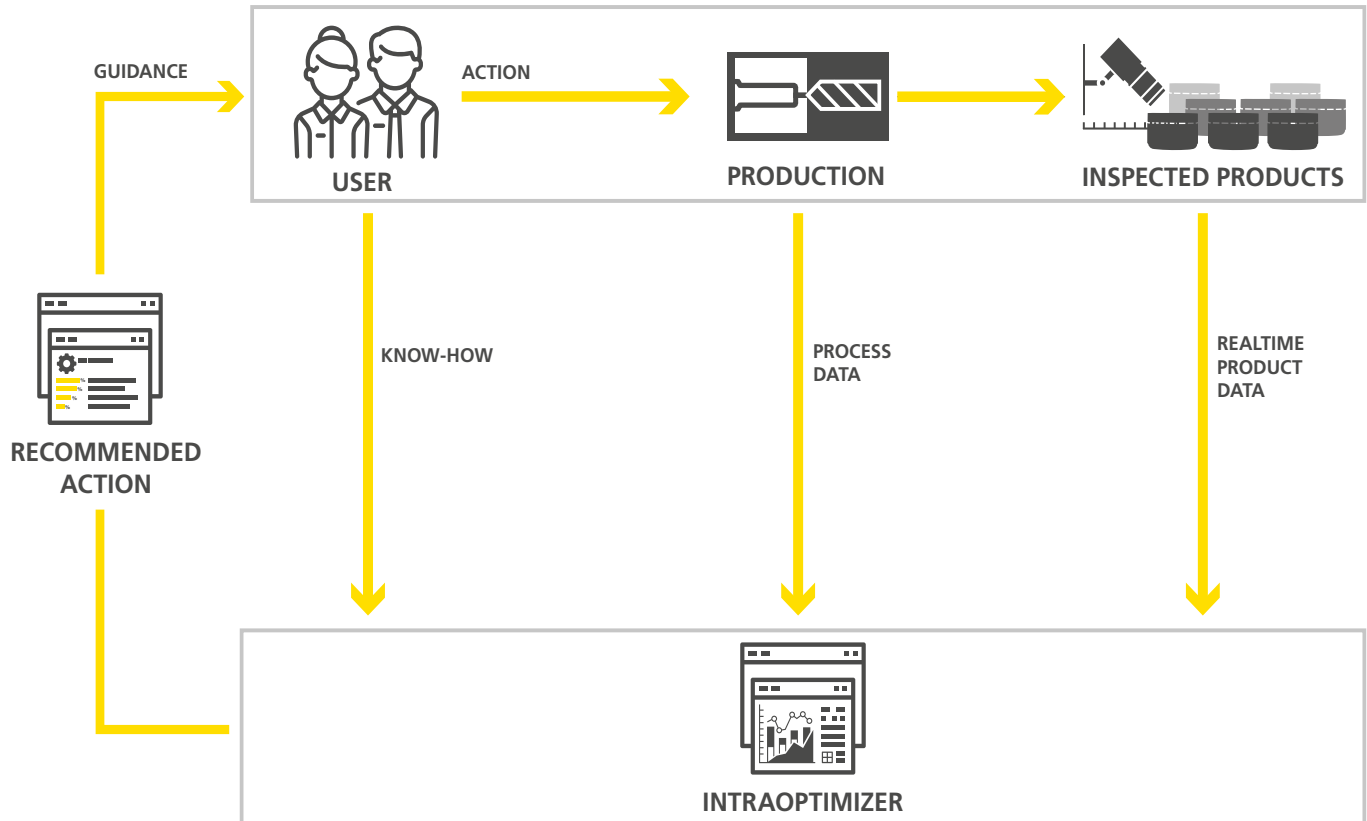 GUIDANCE
ACTION
USER
PRODUCTION
INSPECTED PRODUCTS
KNOW-HOW
PROCESS
DATA
REALTIME
PRODUCT
DATA
RECOMMENDED
ACTION
INTRAOPTIMIZER